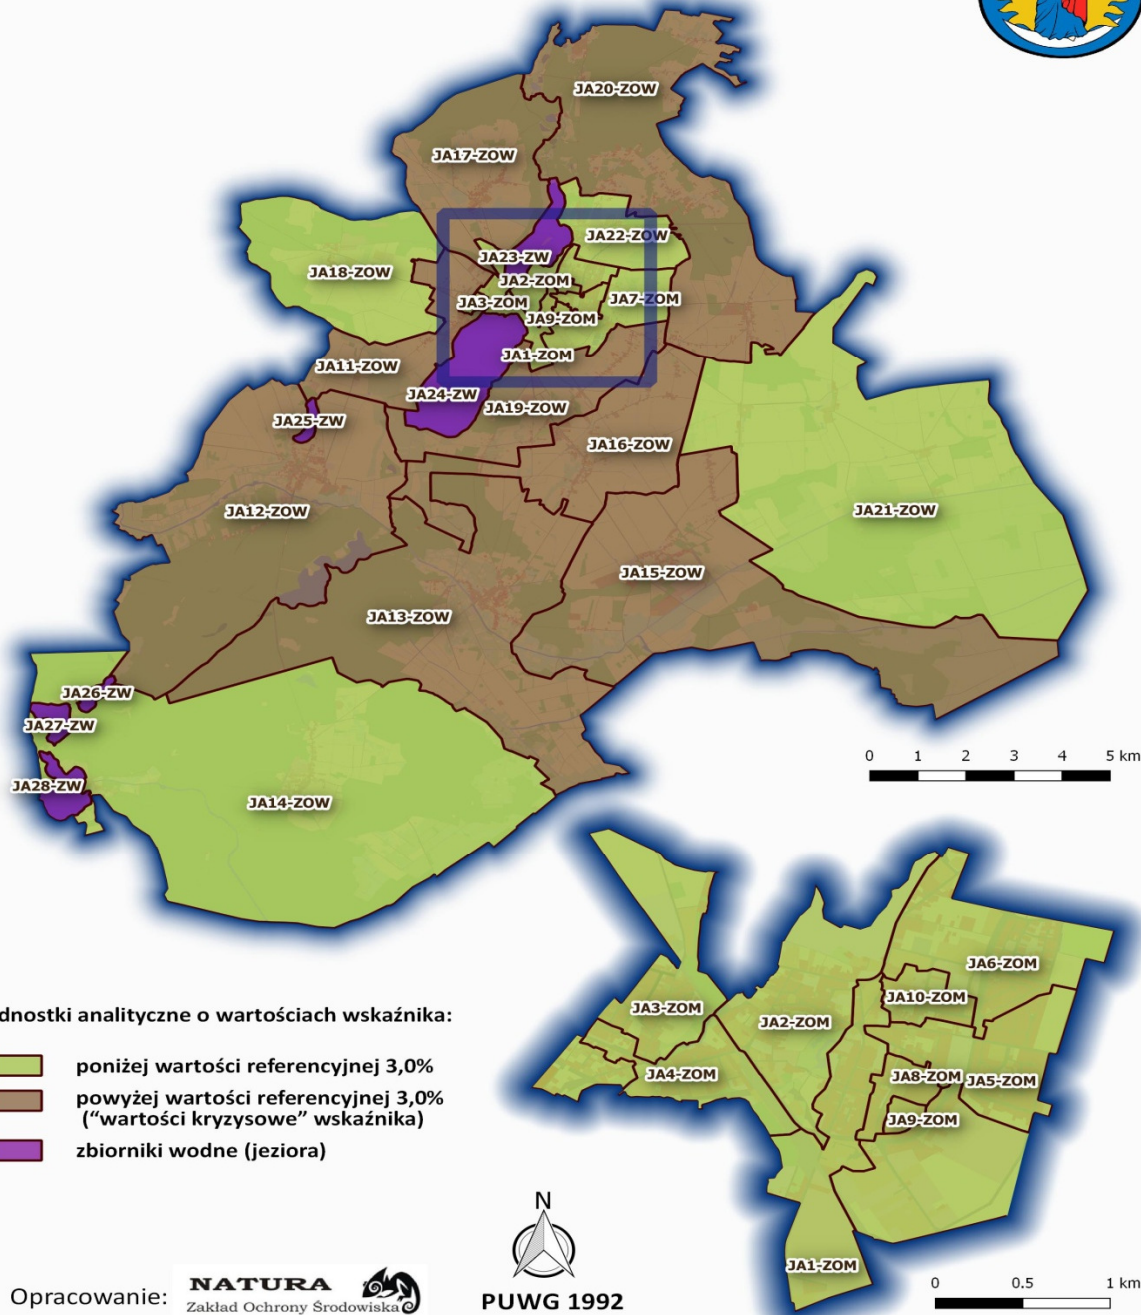 JA20-ZOW
JA17-ZOW
JA22-ZOW
JA23-ZW
JA18-ZOW
JA2-ZOM
JA3-ZOM
JA7-ZOM
JA9-ZOM
JA1-ZOM
JA11-ZOW
JA24-ZW
JA19-ZOW
JA25-ZW
JA16-ZOW
JA12-ZOW
JA21-ZOW
JA15-ZOW
JA13-ZOW
JA26-ZW
JA27-ZW
JA28-ZW
JA14-ZOW
0 1 2 3 4 5 km
JA6-ZOM
JA10-ZOM
JA3-ZOM
JA2-ZOM
JA4-ZOM
JA8-ZOM
JA5-ZOM
JA9-ZOM
JA1-ZOM
dnostki analityczne o wartościach wskaźnika:
poniżej wartości referencyjnej 3,0%
powyżej wartości referencyjnej 3,0%
(“wartości kryzysowe” wskaźnika)
zbiorniki wodne (jeziora)
N
PUWG 1992
Opracowanie:
NATURA
Zakład Ochrony Środowiska
0 0.5 1 km